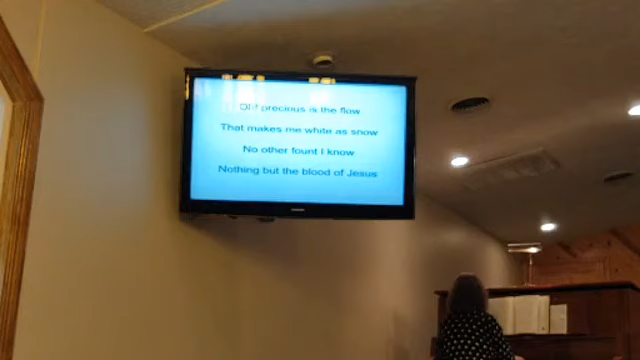 Oh! precious is the flow
That makes me white as snow
No other fount I know
Nothing but the blood of Jesus